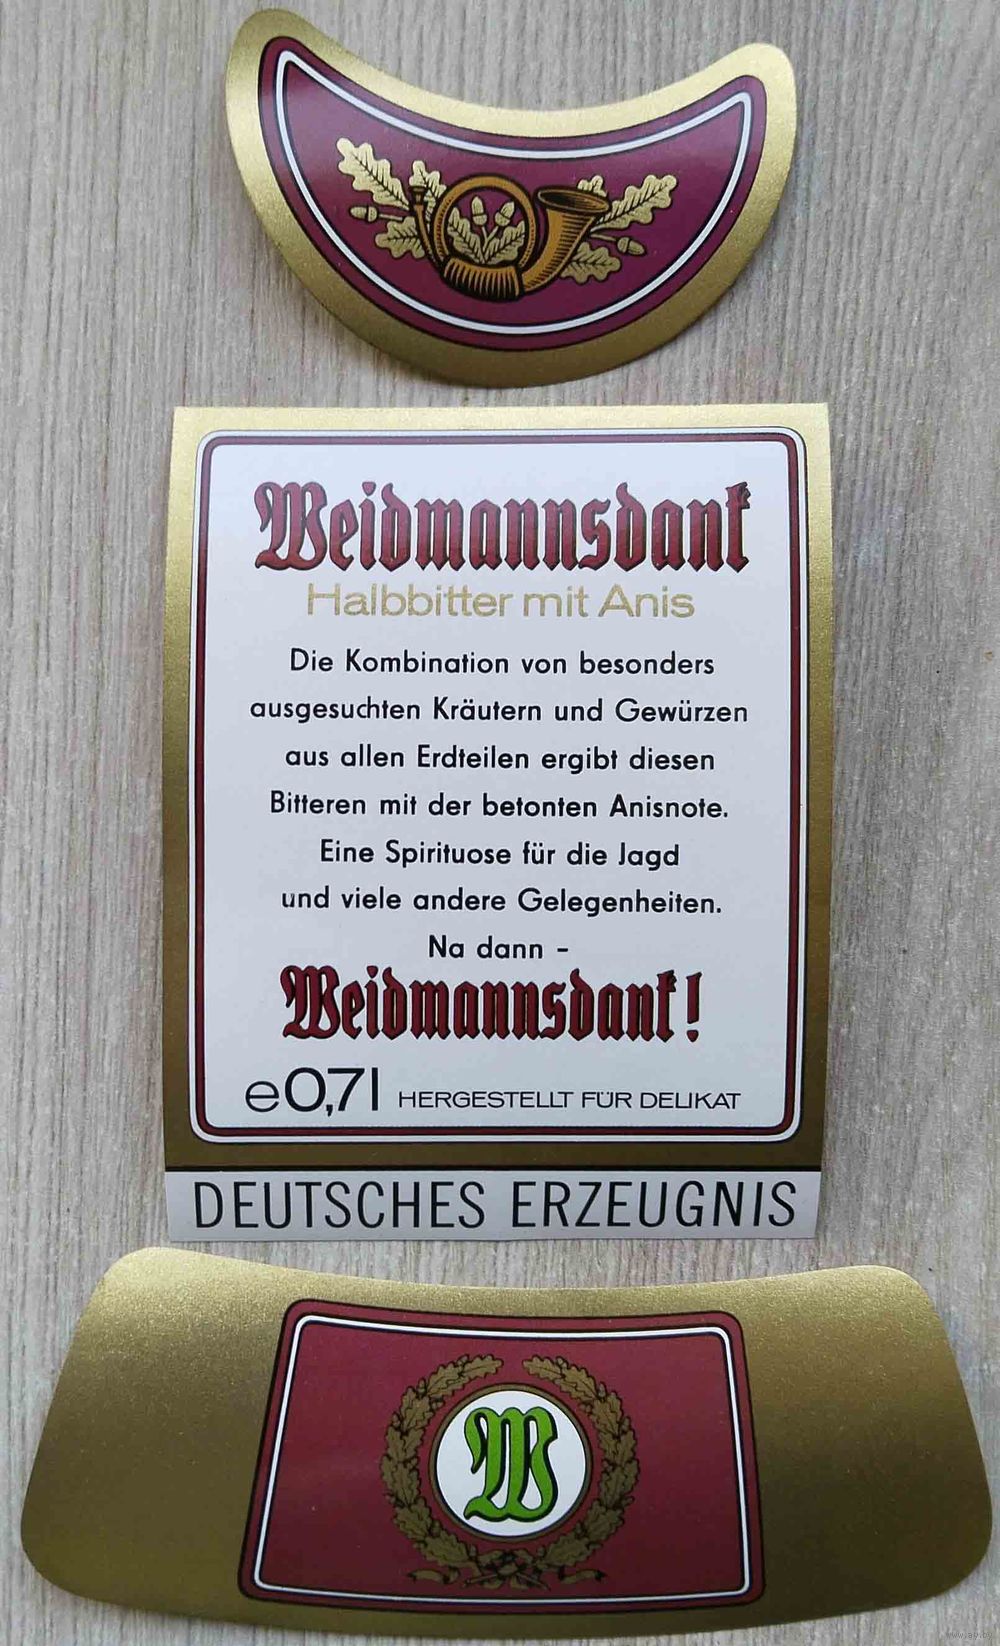 Weidmannsdank
Halbbitter mit Anis
Die Kombination von besonders
ausgesuchten Kräutern und Gewürzen
aus allen Erdteilen ergibt diesen
Bitteren mit der betonten Anisnote.
Eine Spirituose für die Jagd
und viele andere Gelegenheiten.
Na dann -
Weidmannsdank!
e 0,7l HERGESTELLT FÜR DELIKAT
DEUTSCHES ERZEUGNIS
W